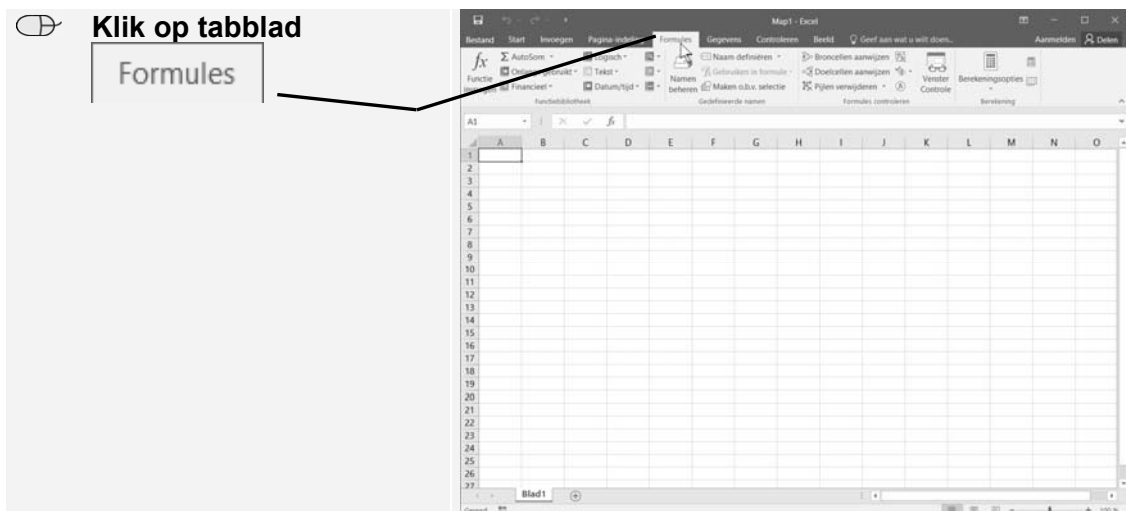 Klik op tabblad
Formules
Map1 - Excel
Bestand Start Invoegen Pagina-indeling Formules Gegevens Controleren Beeld Geef aan wat u wilt doen... Aanmelden Delen
fx Functie
Σ AutoSom
Financieel
Logisch
Tekst
Datum/tijd
Functiebibliotheek
Namen beheren
Naam definiëren
Gebruiken in formule
Maken o.b.v. selectie
Gedefinieerde namen
Broncellen aanwijzen
Doelcellen aanwijzen
Pijlen verwijderen
Venster Controle
Formules controleren
Berekeningsopties
Berekening
A1 fx
A B C D E F G H I J K L M N O
1
2
3
4
5
6
7
8
9
10
11
12
13
14
15
16
17
18
19
20
21
22
23
24
25
26
27
Blad1
100 %